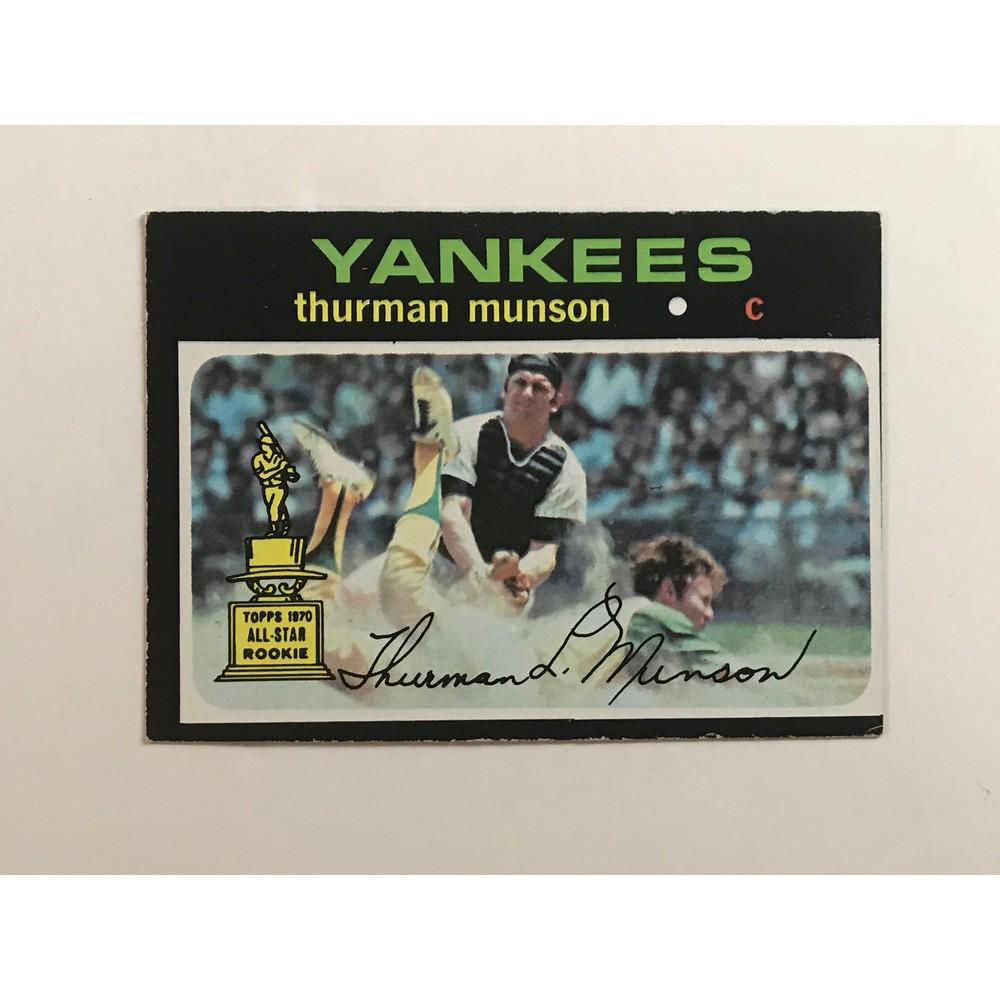 YANKEES
thurman munson • c
TOPPS 1970
ALL-STAR
ROOKIE
Thurman L. Munson